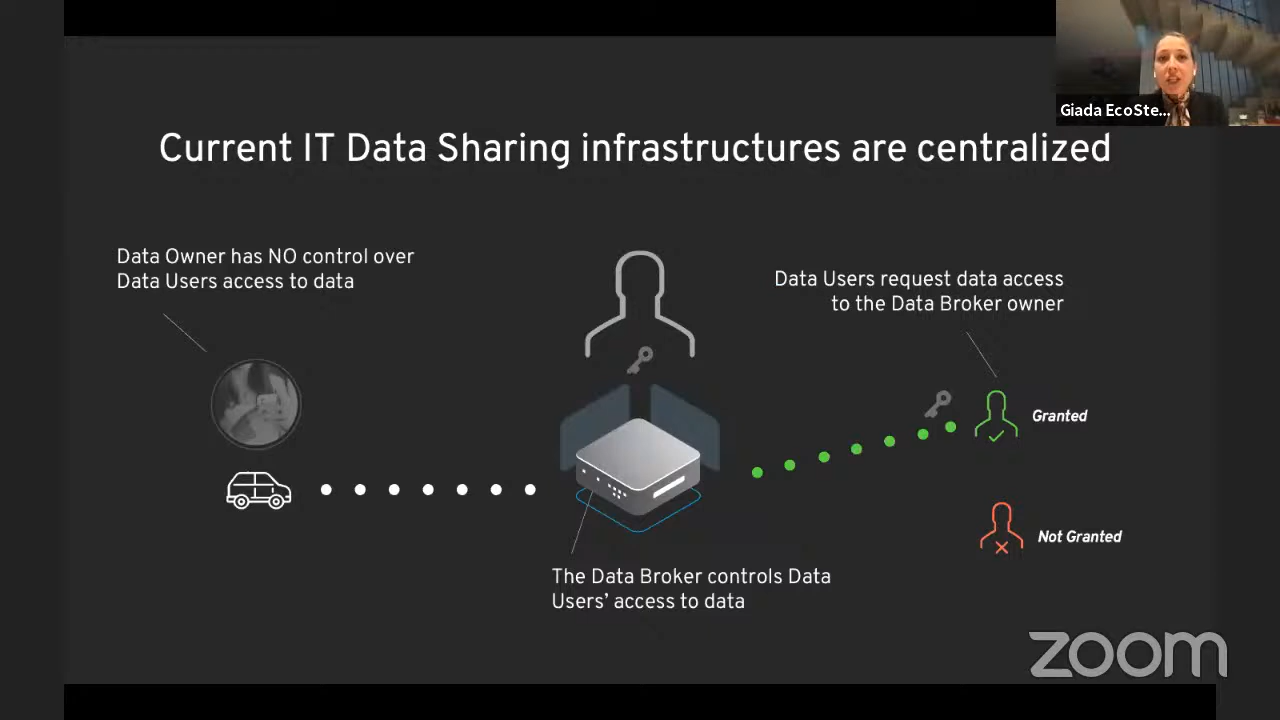 Giada EcoSte...
Current IT Data Sharing infrastructures are centralized
Data Owner has NO control over
Data Users access to data
Data Users request data access
to the Data Broker owner
Granted
Not Granted
The Data Broker controls Data
Users' access to data
zoom